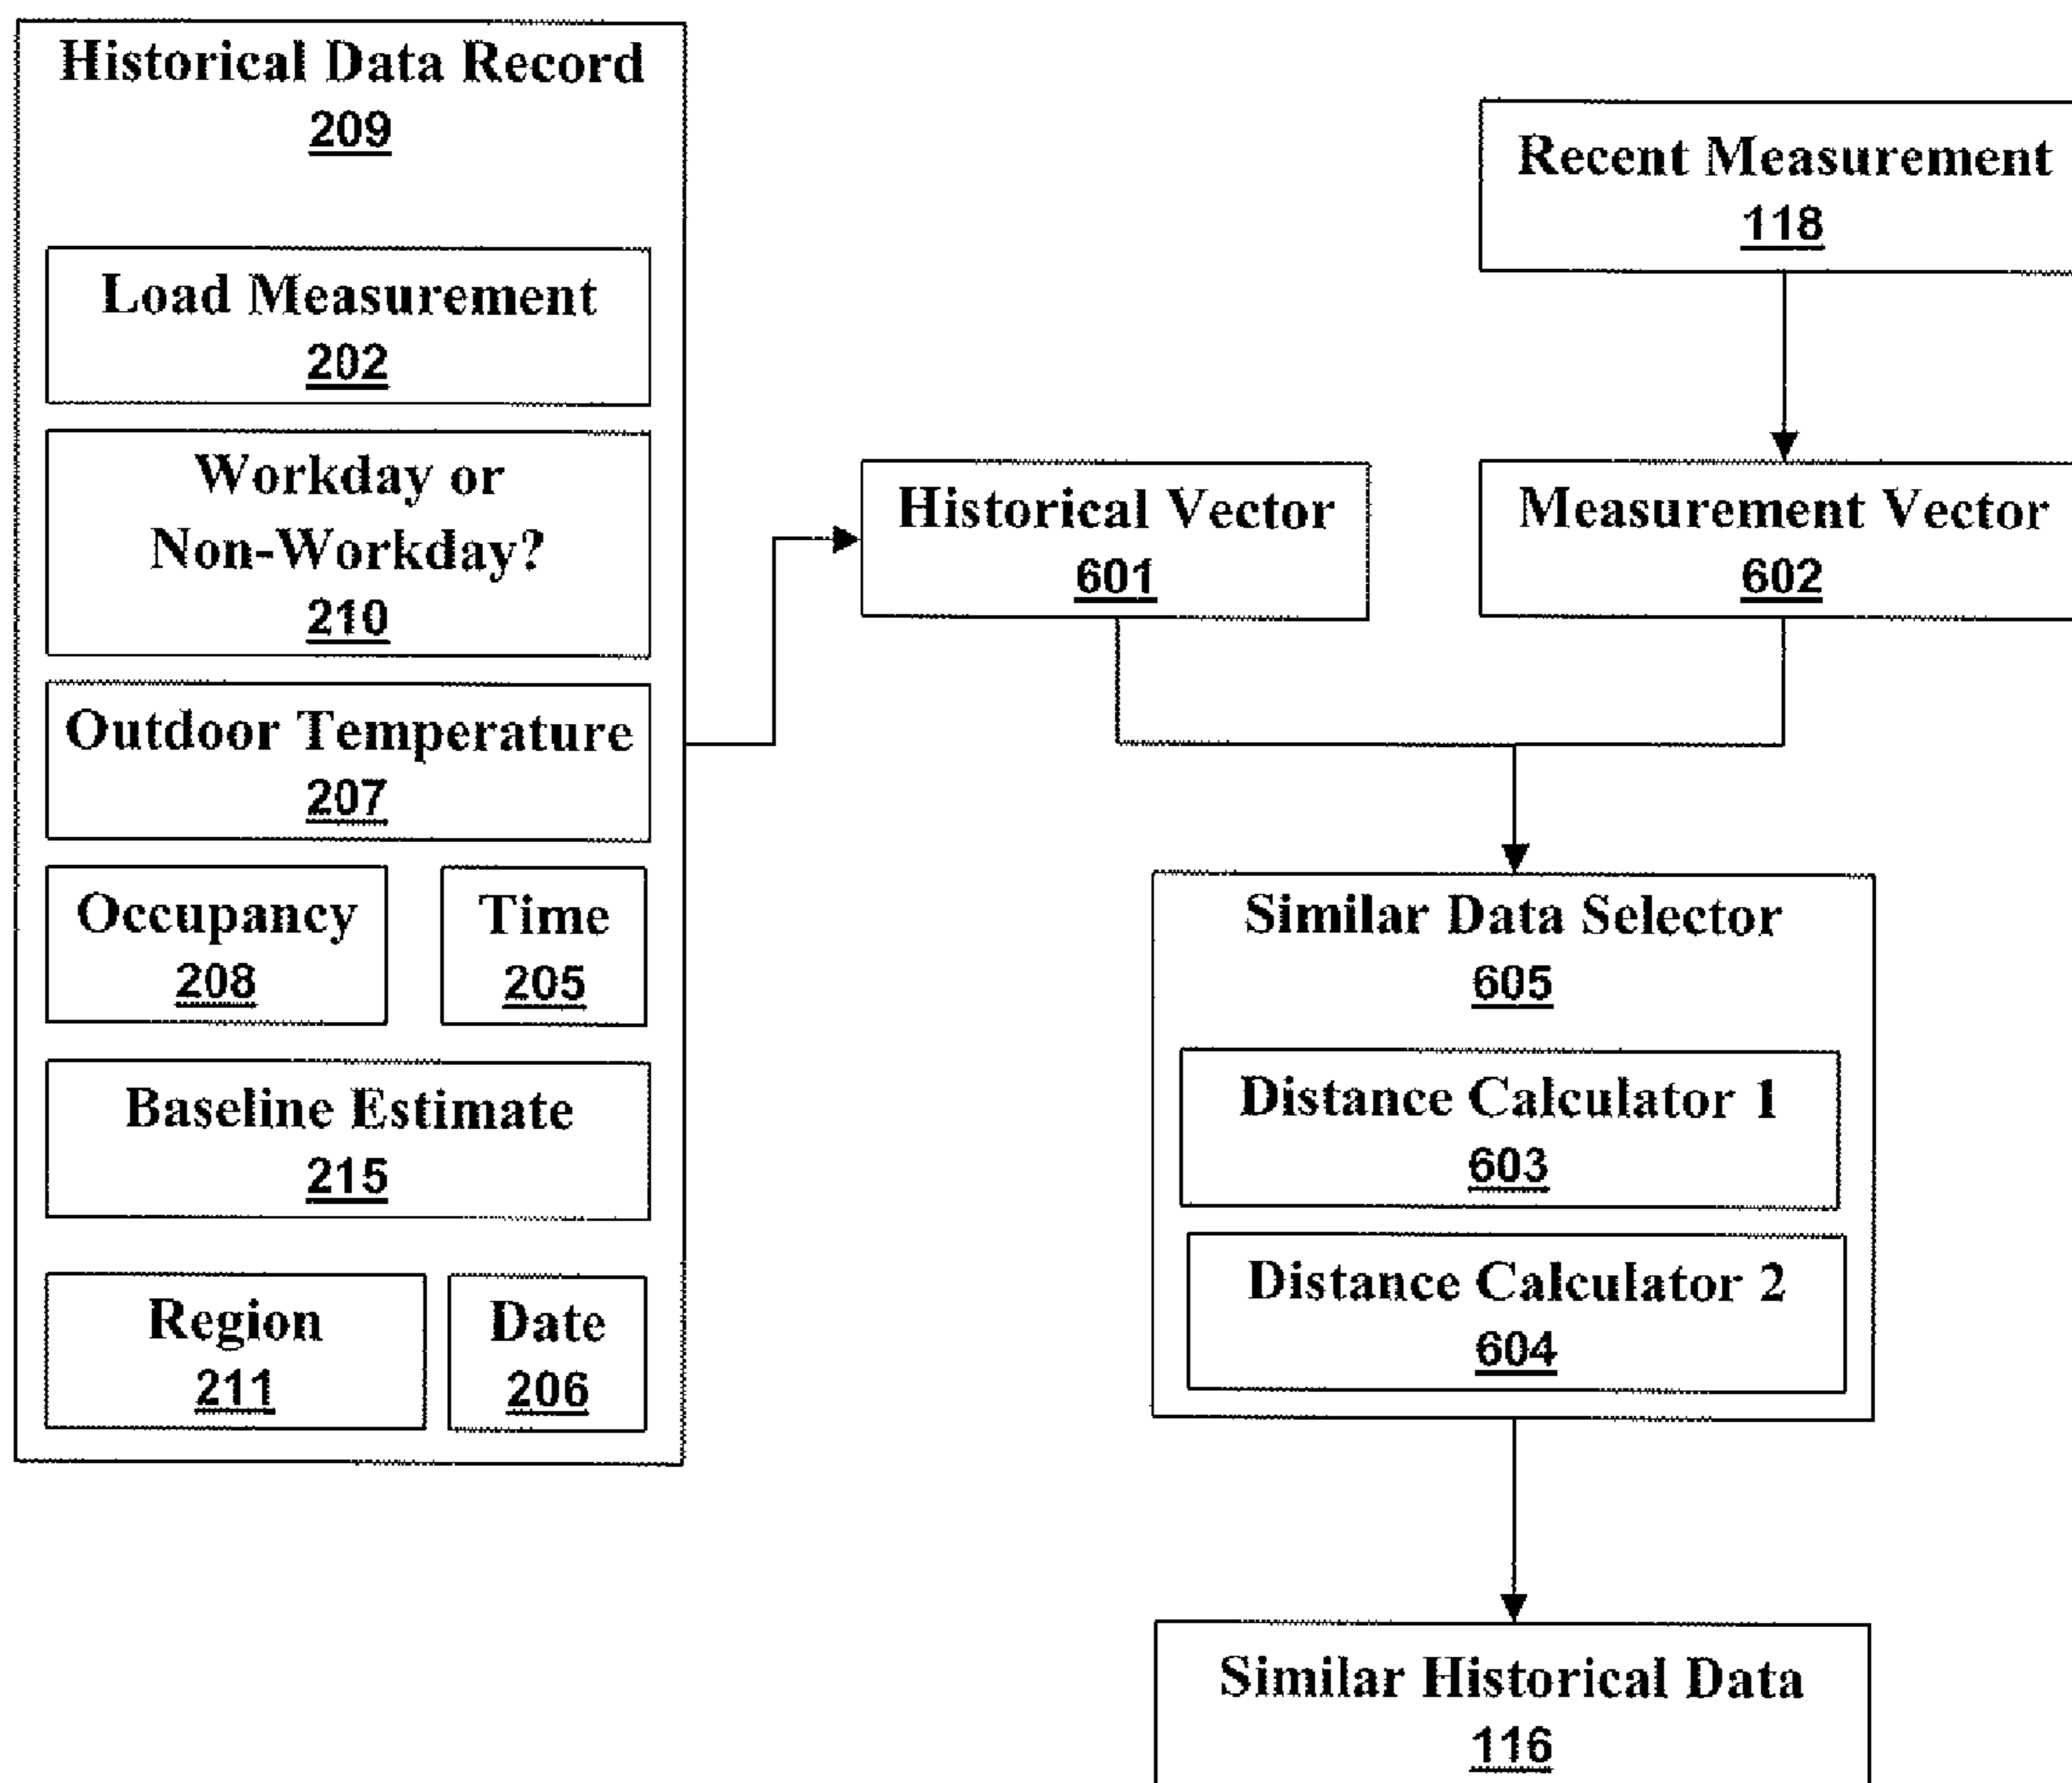 Historical Data Record
209
Load Measurement
202
Workday or
Non-Workday?
210
Outdoor Temperature
207
Occupancy
208
Time
205
Baseline Estimate
215
Region
211
Date
206
Historical Vector
601
Recent Measurement
118
Measurement Vector
602
Similar Data Selector
605
Distance Calculator 1
603
Distance Calculator 2
604
Similar Historical Data
116